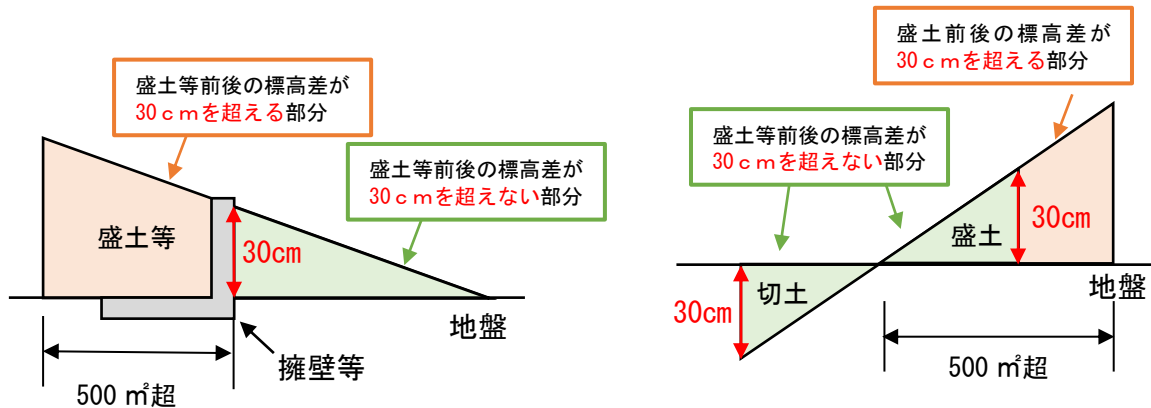 盛土等前後の標高差が
30ｃｍを超える部分
盛土等前後の標高差が
30ｃｍを超えない部分
盛土等
30cm
地盤
擁壁等
500 ㎡超
盛土前後の標高差が
30ｃｍを超える部分
盛土等前後の標高差が
30ｃｍを超えない部分
盛土
30cm
切土
地盤
30cm
500 ㎡超